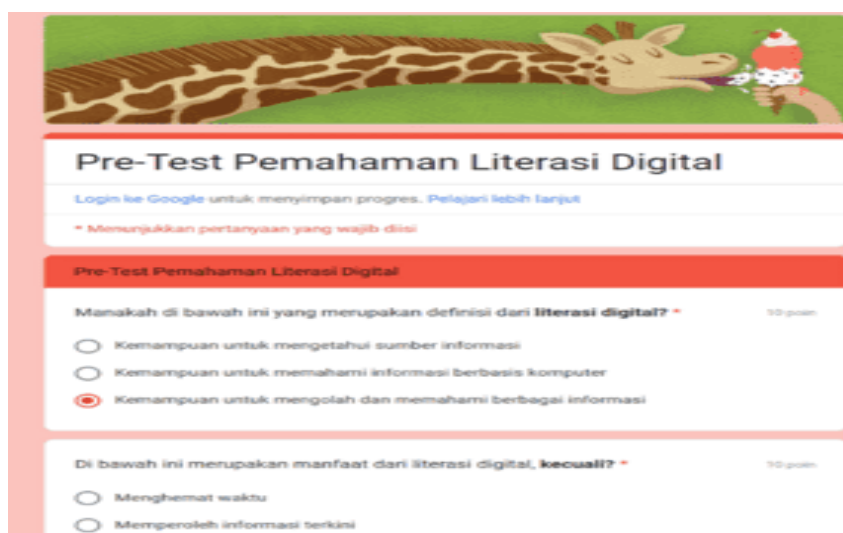 Pre-Test Pemahaman Literasi Digital
Login ke Google untuk menyimpan progres. Pelajari lebih lanjut
* Menunjukkan pertanyaan yang wajib diisi
Pre-Test Pemahaman Literasi Digital
Manakah di bawah ini yang merupakan definisi dari literasi digital? * 10 poin
Kemampuan untuk mengetahui sumber informasi
Kemampuan untuk memahami informasi berbasis komputer
Kemampuan untuk mengolah dan memahami berbagai informasi
Di bawah ini merupakan manfaat dari literasi digital, kecuali? * 10 poin
Menghemat waktu
Memperoleh informasi terkini